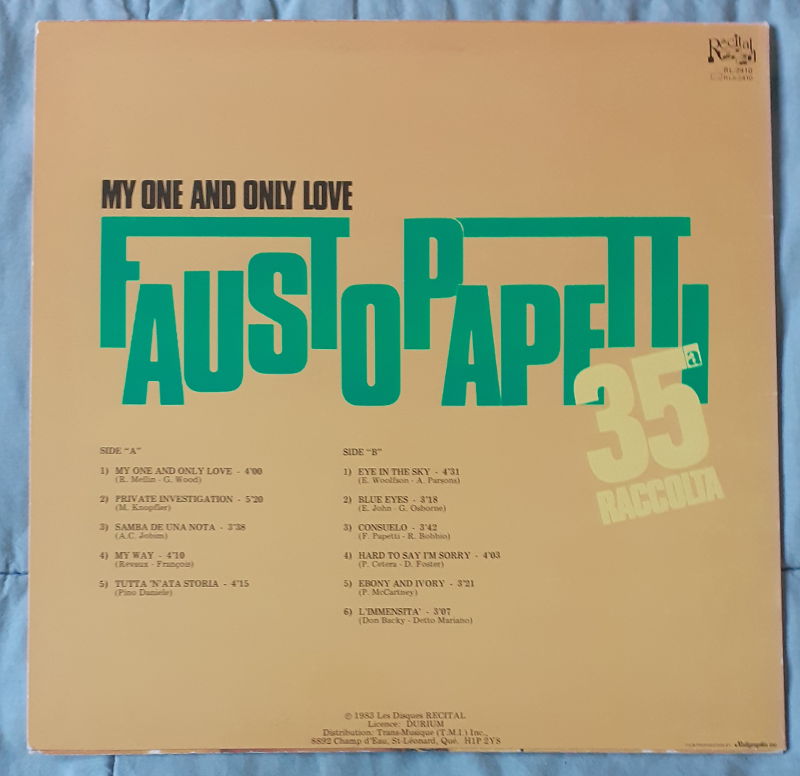 Recital
RL-2410
RL4-2410
MY ONE AND ONLY LOVE
FAUSTO PAPETTI
35ª
RACCOLTA
SIDE "A"
1) MY ONE AND ONLY LOVE - 4'00
(R. Mellin - G. Wood)
2) PRIVATE INVESTIGATION - 5'20
(M. Knopfler)
3) SAMBA DE UNA NOTA - 3'38
(A.C. Jobim)
4) MY WAY - 4'10
(Revaux - François)
5) TUTTA 'N'ATA STORIA - 4'15
(Pino Daniele)
SIDE "B"
1) EYE IN THE SKY - 4'31
(E. Woolfson - A. Parsons)
2) BLUE EYES - 3'18
(E. John - G. Osborne)
3) CONSUELO - 3'42
(F. Papetti - R. Bobbio)
4) HARD TO SAY I'M SORRY - 4'03
(P. Cetera - D. Foster)
5) EBONY AND IVORY - 3'21
(P. McCartney)
6) L'IMMENSITA' - 3'07
(Don Backy - Detto Mariano)
© 1983 Les Disques RECITAL
Licence: DURIUM
Distribution: Trans-Musique (T.M.I.) Inc.,
8892 Champ d'Eau, St-Léonard, Qué. H1P 2Y8